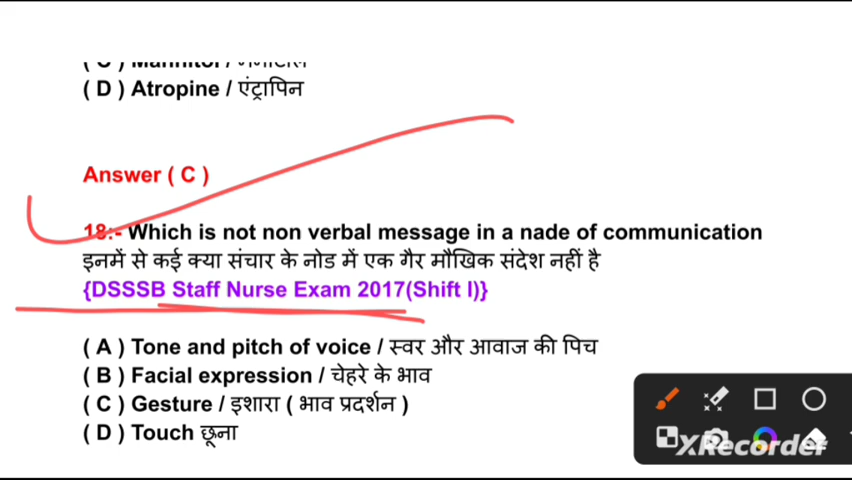 ( C ) Mannitol / मैनीटॉल
( D ) Atropine / एंट्रापिन
Answer ( C )
18:- Which is not non verbal message in a nade of communication
इनमें से कई क्या संचार के नोड में एक गैर मौखिक संदेश नहीं है
{DSSSB Staff Nurse Exam 2017(Shift I)}
( A ) Tone and pitch of voice / स्वर और आवाज की पिच
( B ) Facial expression / चेहरे के भाव
( C ) Gesture / इशारा ( भाव प्रदर्शन )
( D ) Touch छूना
XRecorder